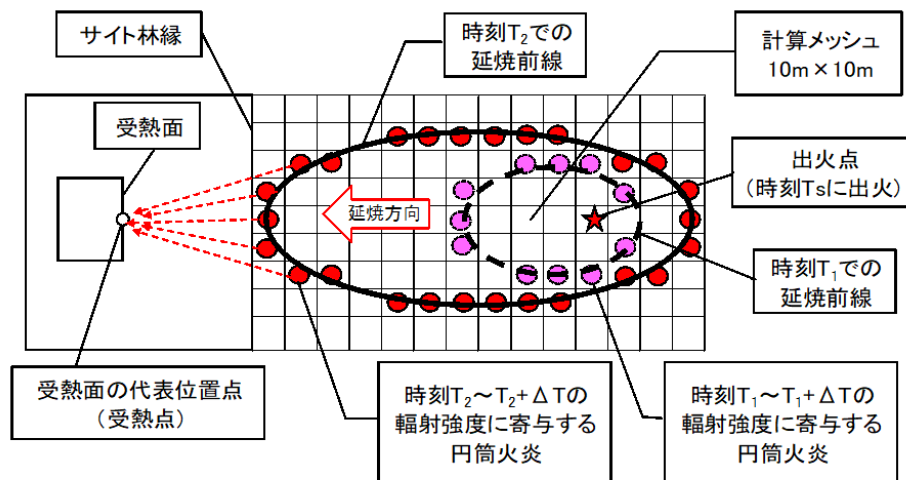 サイト林縁
時刻T2での
延焼前線
計算メッシュ
10m×10m
受熱面
出火点
(時刻Tsに出火)
延焼方向
時刻T1での
延焼前線
受熱面の代表位置点
(受熱点)
時刻T2~T2+ΔTの
輻射強度に寄与する
円筒火炎
時刻T1~T1+ΔTの
輻射強度に寄与する
円筒火炎